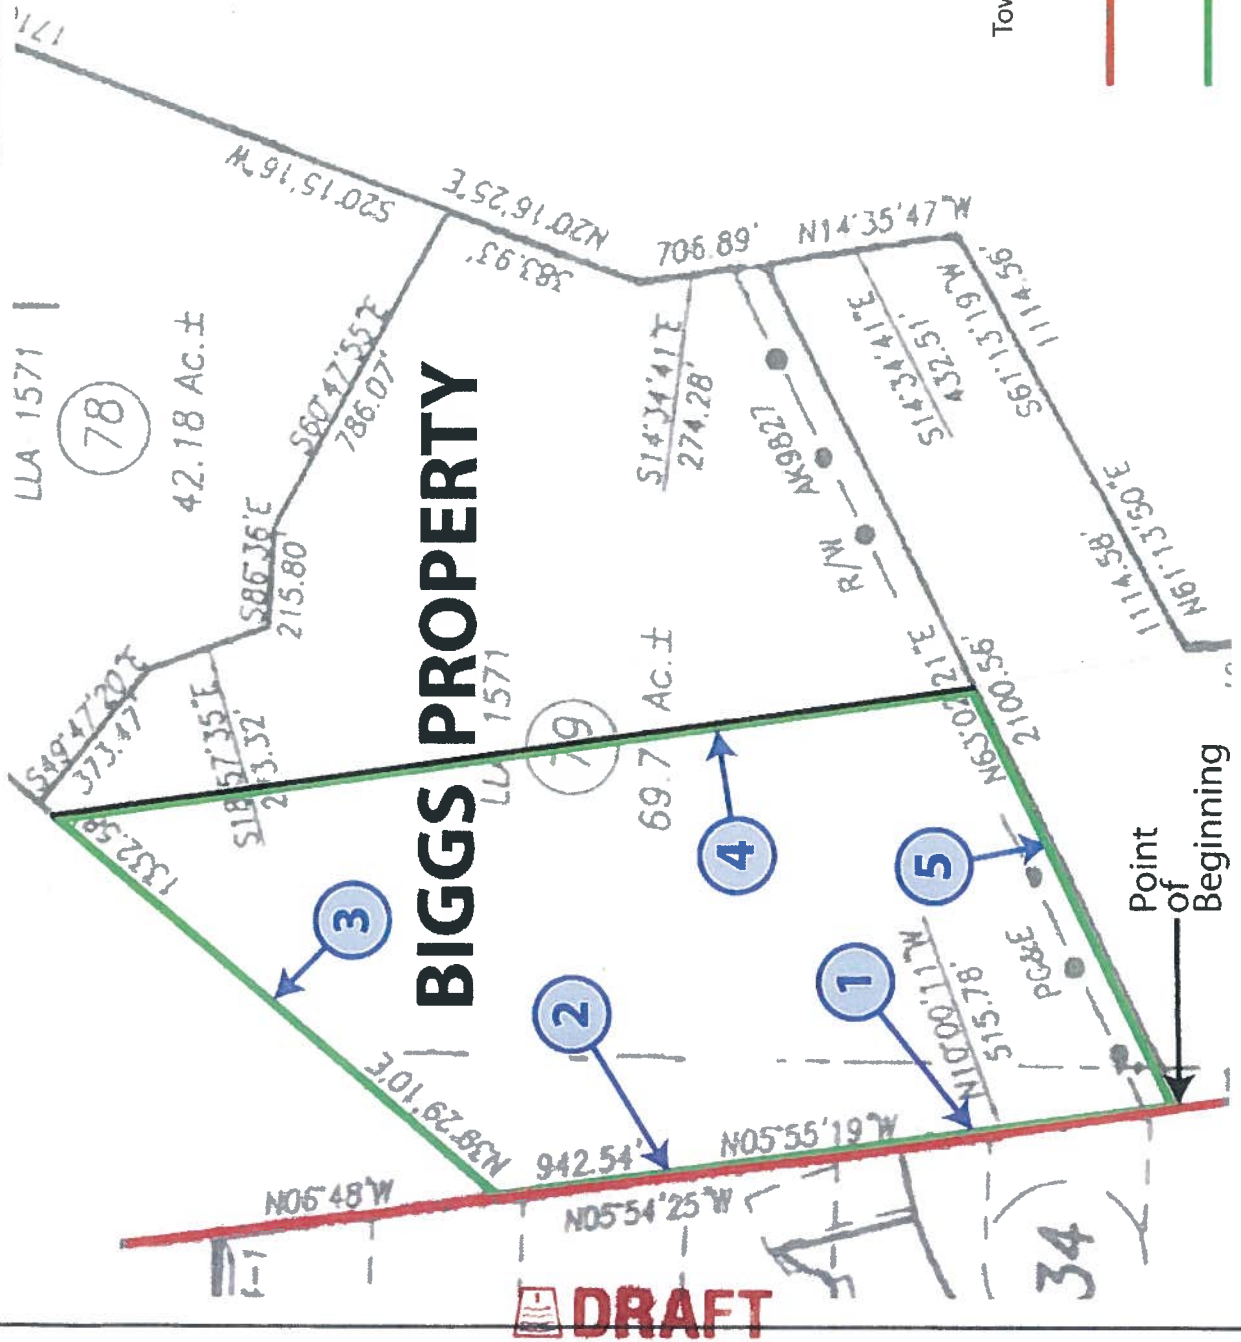 171
S20°15'16"W
N20°16'25"E
383.93'
LLA 1571
78
42.18 Ac.±
S60°47'55"E
786.07'
S86°36'E
215.80'
S49°47'20"E
373.47'
S18°57'35"E
1332.58'
706.89'
N14°35'47"W
S14°34'41"E
274.28'
S14°34'41"E
432.51'
S61°13'19"W
1114.56'
1114.58'
N61°13'50"E
AK9827
R/W
BIGGS PROPERTY
1571
79
69.7 Ac.±
3
2
4
5
1
N39°29'10"E
N63°02'21"E
2100.56'
N10°00'11"W
515.78'
PG&E
Point
of
Beginning
N06°48'W
942.54'
N05°55'19"W
N05°54'25"W
34
DRAFT
Tow